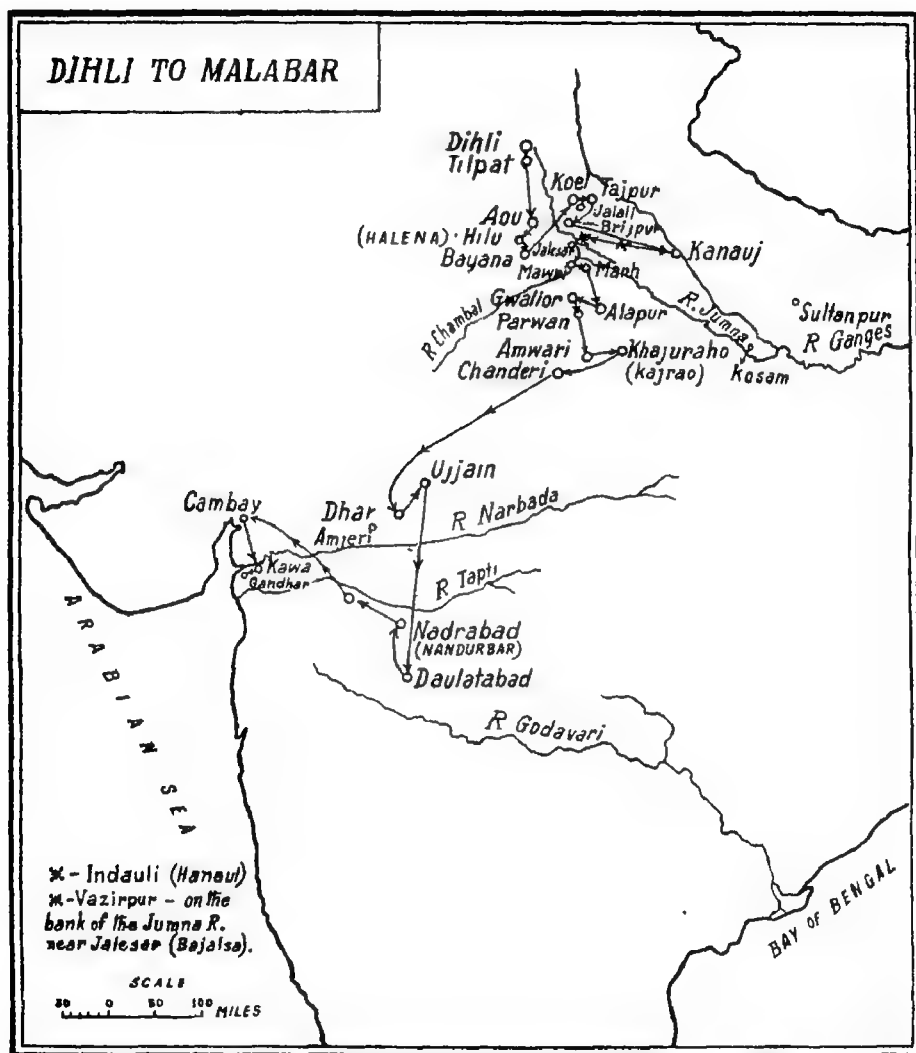 DIHLI TO MALABAR
Dihli
Tilpat
Koel
Tajpur
Jalali
Brijpur
Aou
(HALENA)·Hilu
Bayana
Kanauj
Mawri
Marh
Gwalior
Parwan
Alapur
R. Chambal
R. Jumna
Sultanpur
R Ganges
Amwari
Khajuraho
(kajrao)
Kosam
Chanderi
Ujjain
Cambay
Dhar
Amjeri
R Narbada
Kawa
Gandhar
R Tapti
Nadrabad
(NANDURBAR)
Daulatabad
R Godavari
ARABIAN SEA
BAY OF BENGAL
Ж-Indauli (Hanaul)
Ж-Vazirpur - on the
bank of the Jumna R.
near Jalesar (Bajalsa).
SCALE
50 0 50 100 MILES